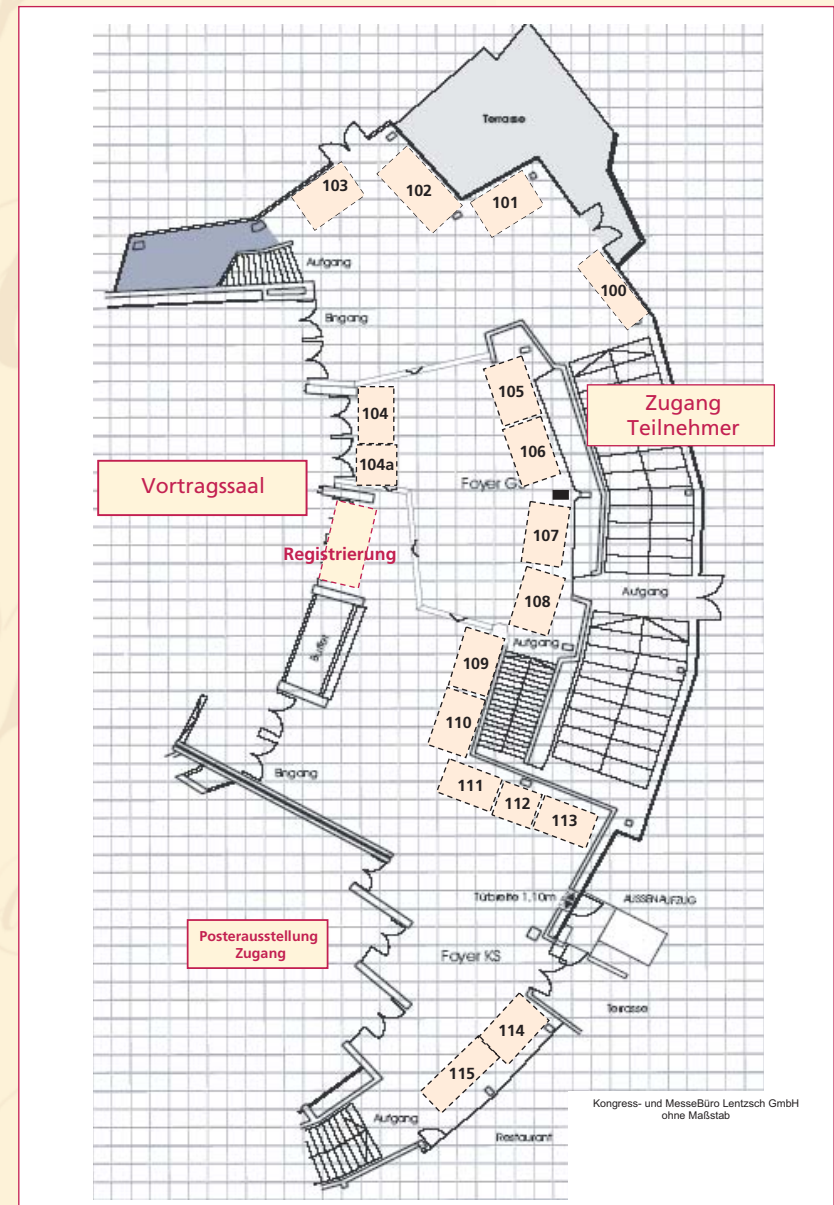 Terrasse
103
102
101
Aufgang
100
Eingang
105
Zugang
Teilnehmer
104
106
104a
Vortragssaal
Foyer G
107
Registrierung
Aufgang
108
Buffet
Aufgang
109
110
Eingang
111
112
113
Türbreite 1,10m
AUSSENAUFZUG
Posterausstellung
Zugang
Foyer KS
Terrasse
114
115
Kongress- und MesseBüro Lentzsch GmbH
ohne Maßstab
Aufgang
Restaurant